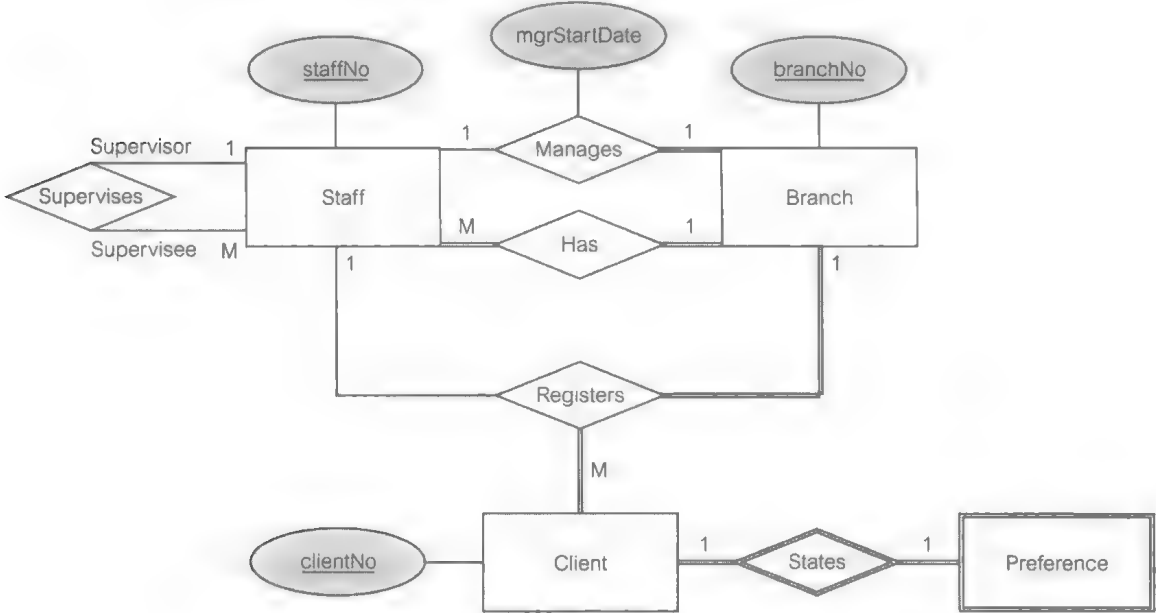 mgrStartDate
staffNo
branchNo
Supervisor 1
1
Manages
1
Supervises
Staff
Branch
Supervisee M
M
Has
1
1
1
Registers
M
clientNo
Client
1
States
1
Preference